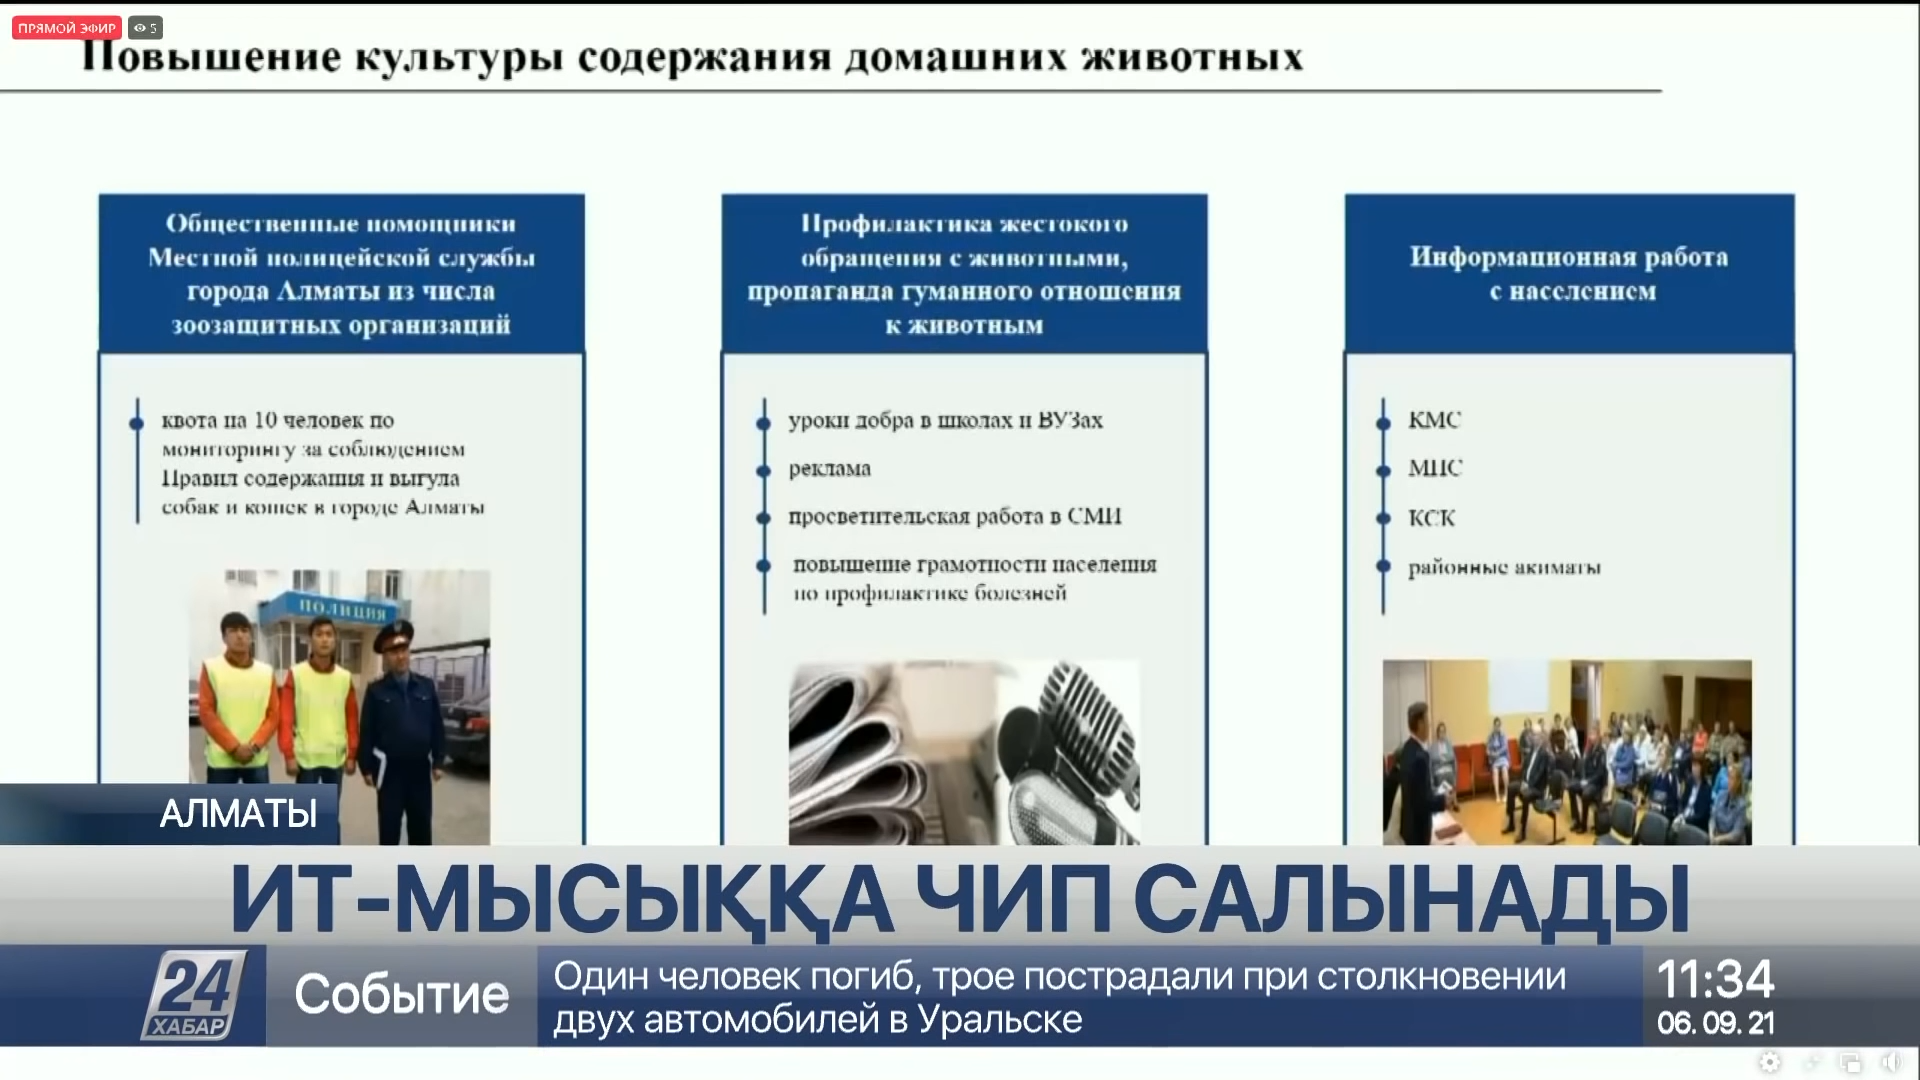 ПРЯМОЙ ЭФИР
5
Повышение культуры содержания домашних животных
Общественные помощники
Местной полицейской службы
города Алматы из числа
зоозащитных организаций
квота на 10 человек по
мониторингу за соблюдением
Правил содержания и выгула
собак и кошек в городе Алматы
ПОЛИЦИЯ
Профилактика жестокого
обращения с животными,
пропаганда гуманного отношения
к животным
уроки добра в школах и ВУЗах
реклама
просветительская работа в СМИ
повышение грамотности населения
по профилактике болезней
Информационная работа
с населением
КМС
МПС
КСК
районные акиматы
АЛМАТЫ
ИТ-МЫСЫҚҚА ЧИП САЛЫНАДЫ
24
ХАБАР
Событие
Один человек погиб, трое пострадали при столкновении
двух автомобилей в Уральске
11:34
06. 09. 21